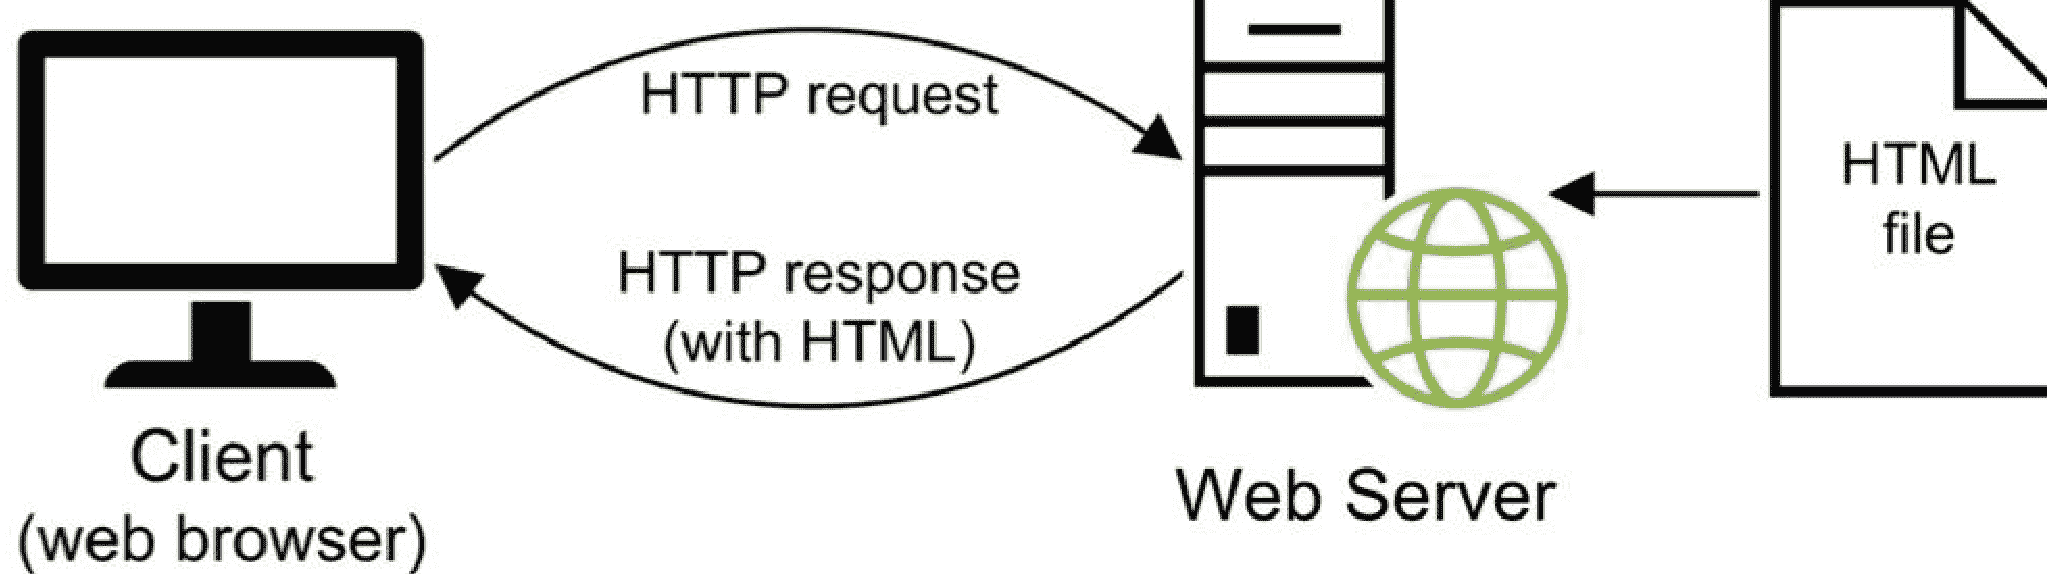 HTTP request
HTTP response
(with HTML)
HTML
file
Client
(web browser)
Web Server